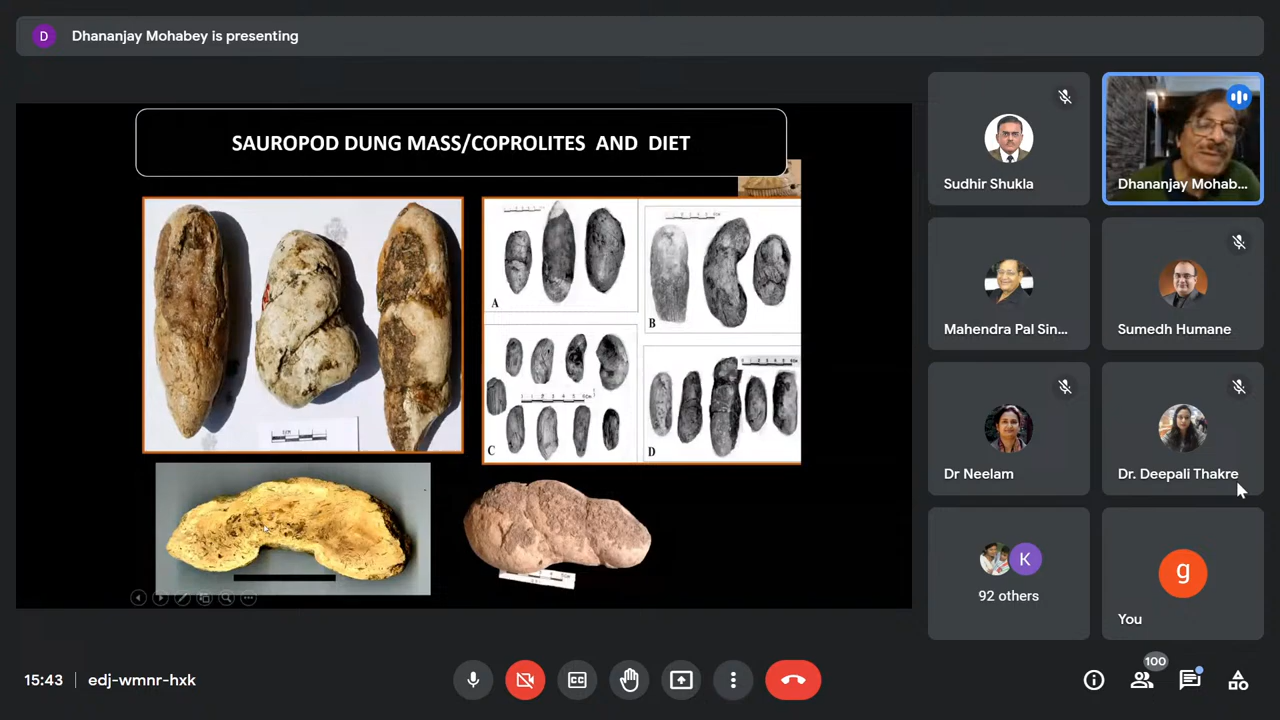 D
Dhananjay Mohabey is presenting
SAUROPOD DUNG MASS/COPROLITES AND DIET
A
B
C
D
Sudhir Shukla
Dhananjay Mohab...
Mahendra Pal Sin...
Sumedh Humane
Dr Neelam
Dr. Deepali Thakre
K
92 others
g
You
15:43
edj-wmnr-hxk
CC
100